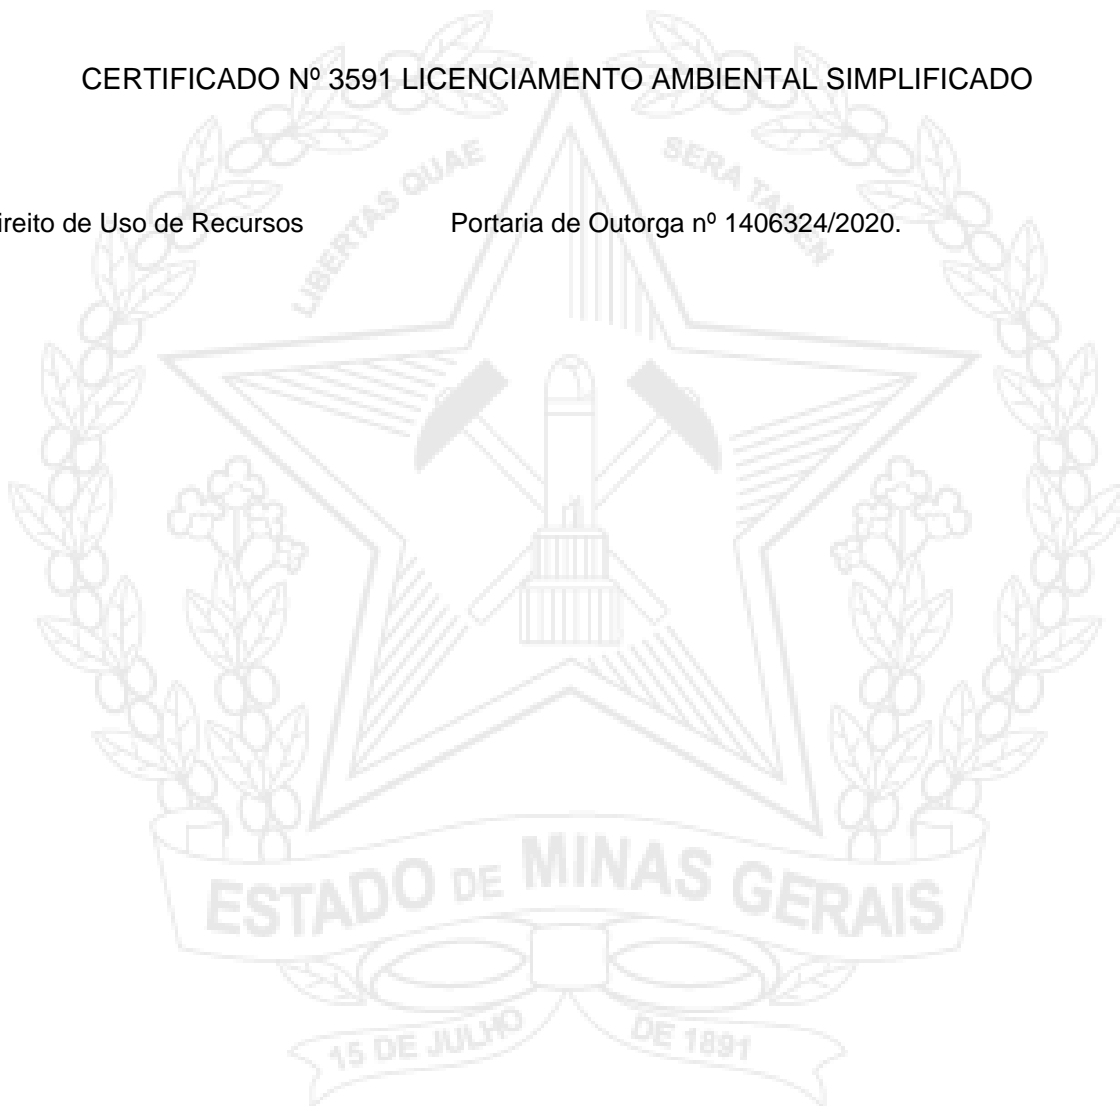 CERTIFICADO Nº 3591 LICENCIAMENTO AMBIENTAL SIMPLIFICADO
LIBERTAS QUAE SERA TAMEN
ireito de Uso de Recursos Portaria de Outorga nº 1406324/2020.
ESTADO DE MINAS GERAIS
15 DE JULHO DE 1891